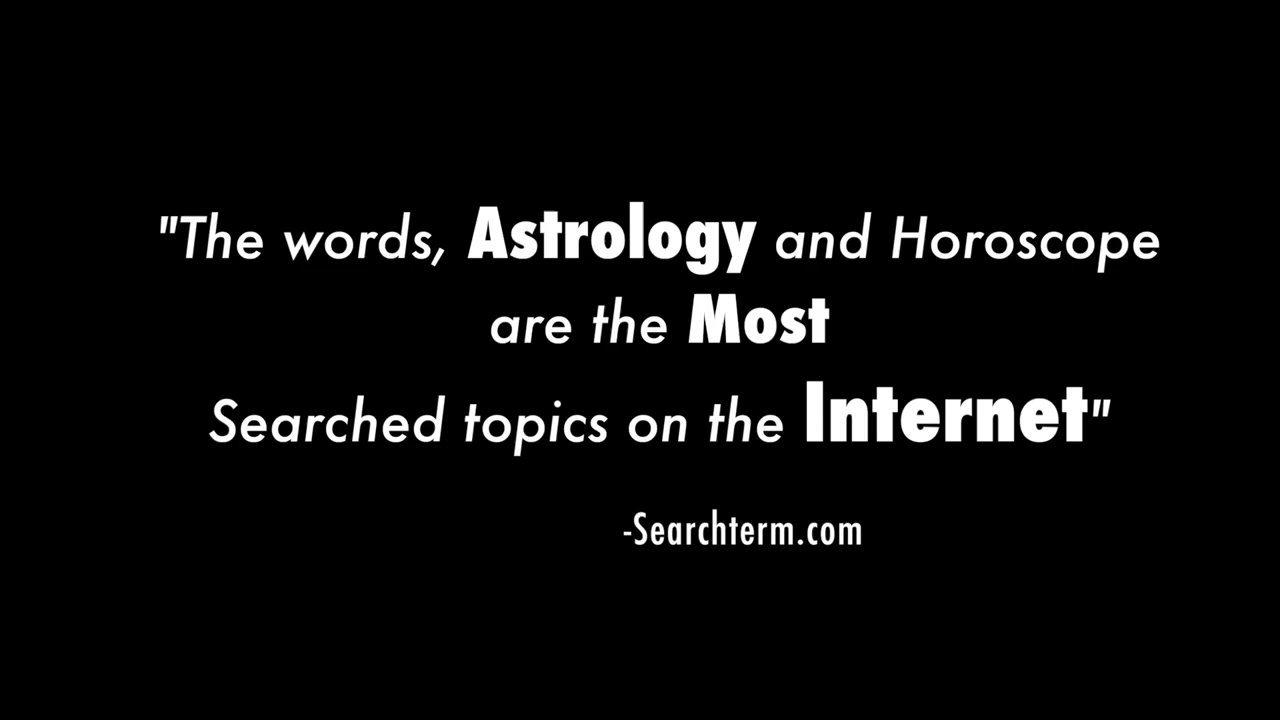 "The words, Astrology and Horoscope
are the Most
Searched topics on the Internet"
-Searchterm.com